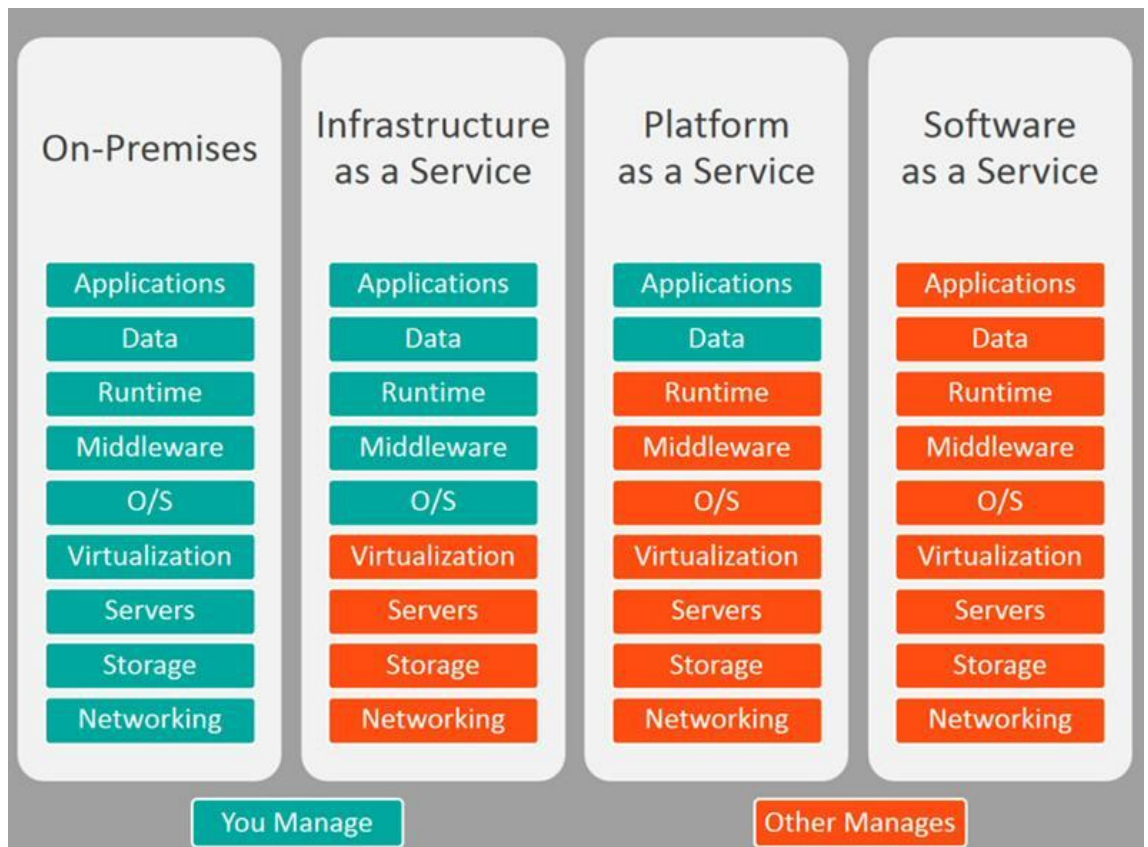 On-Premises
Applications
Data
Runtime
Middleware
O/S
Virtualization
Servers
Storage
Networking
Infrastructure
as a Service
Applications
Data
Runtime
Middleware
O/S
Virtualization
Servers
Storage
Networking
Platform
as a Service
Applications
Data
Runtime
Middleware
O/S
Virtualization
Servers
Storage
Networking
Software
as a Service
Applications
Data
Runtime
Middleware
O/S
Virtualization
Servers
Storage
Networking
You Manage
Other Manages